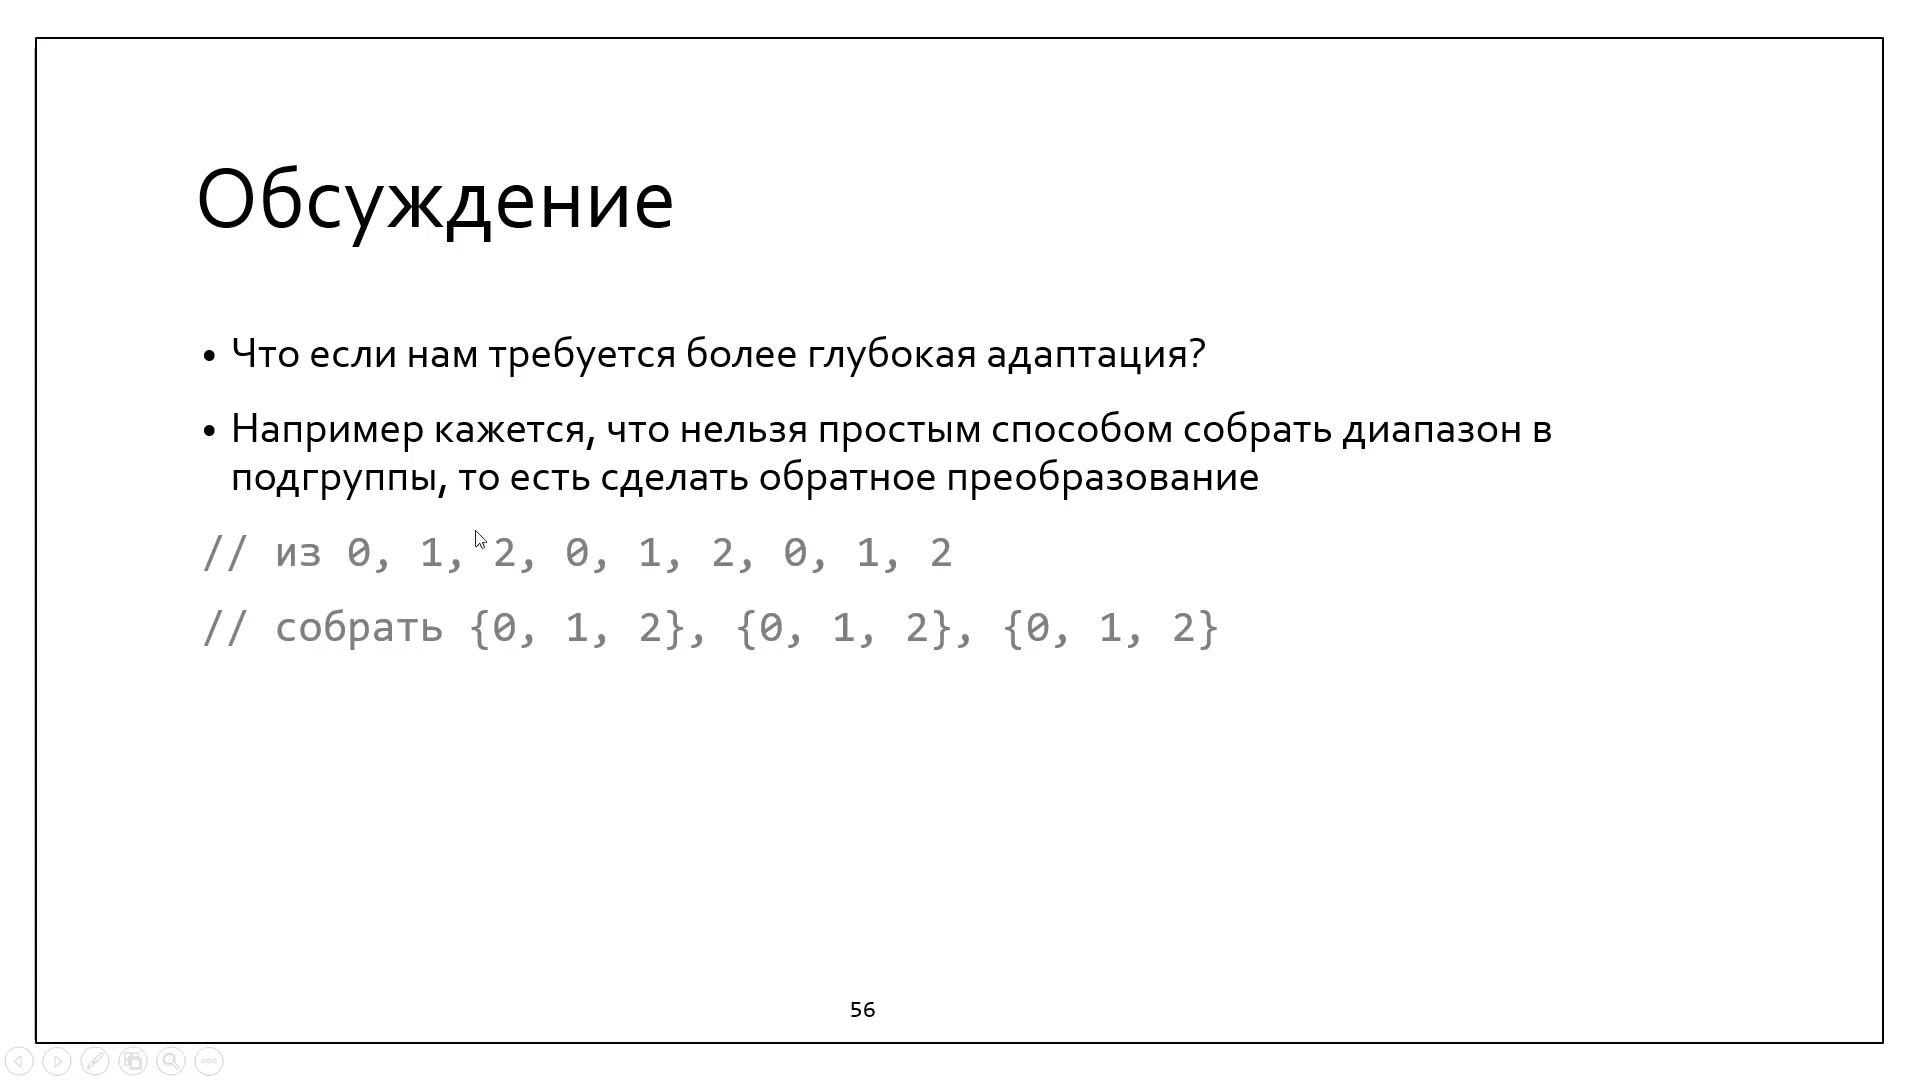 Обсуждение
• Что если нам требуется более глубокая адаптация?
• Например кажется, что нельзя простым способом собрать диапазон в
подгруппы, то есть сделать обратное преобразование
// из 0, 1, 2, 0, 1, 2, 0, 1, 2
// собрать {0, 1, 2}, {0, 1, 2}, {0, 1, 2}
56